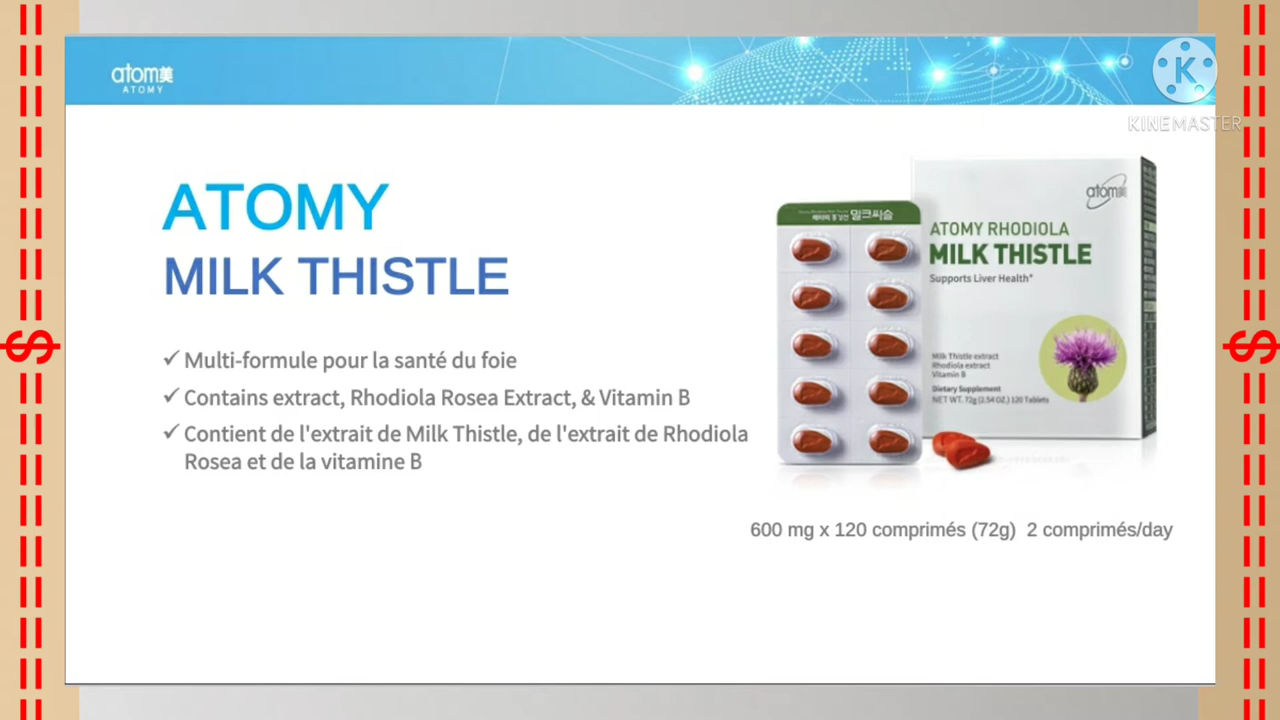 atom美
ATOMY
KINEMASTER
ATOMY
MILK THISTLE
✓ Multi-formule pour la santé du foie
✓ Contains extract, Rhodiola Rosea Extract, & Vitamin B
✓ Contient de l'extrait de Milk Thistle, de l'extrait de Rhodiola
Rosea et de la vitamine B
밀크씨슬
atom美
ATOMY RHODIOLA
MILK THISTLE
Supports Liver Health*
Milk Thistle extract
Rhodiola extract
Vitamin B
Dietary Supplement
NET WT. 72g (2.54 OZ.) 120 Tablets
600 mg x 120 comprimés (72g) 2 comprimés/day
$
$
K